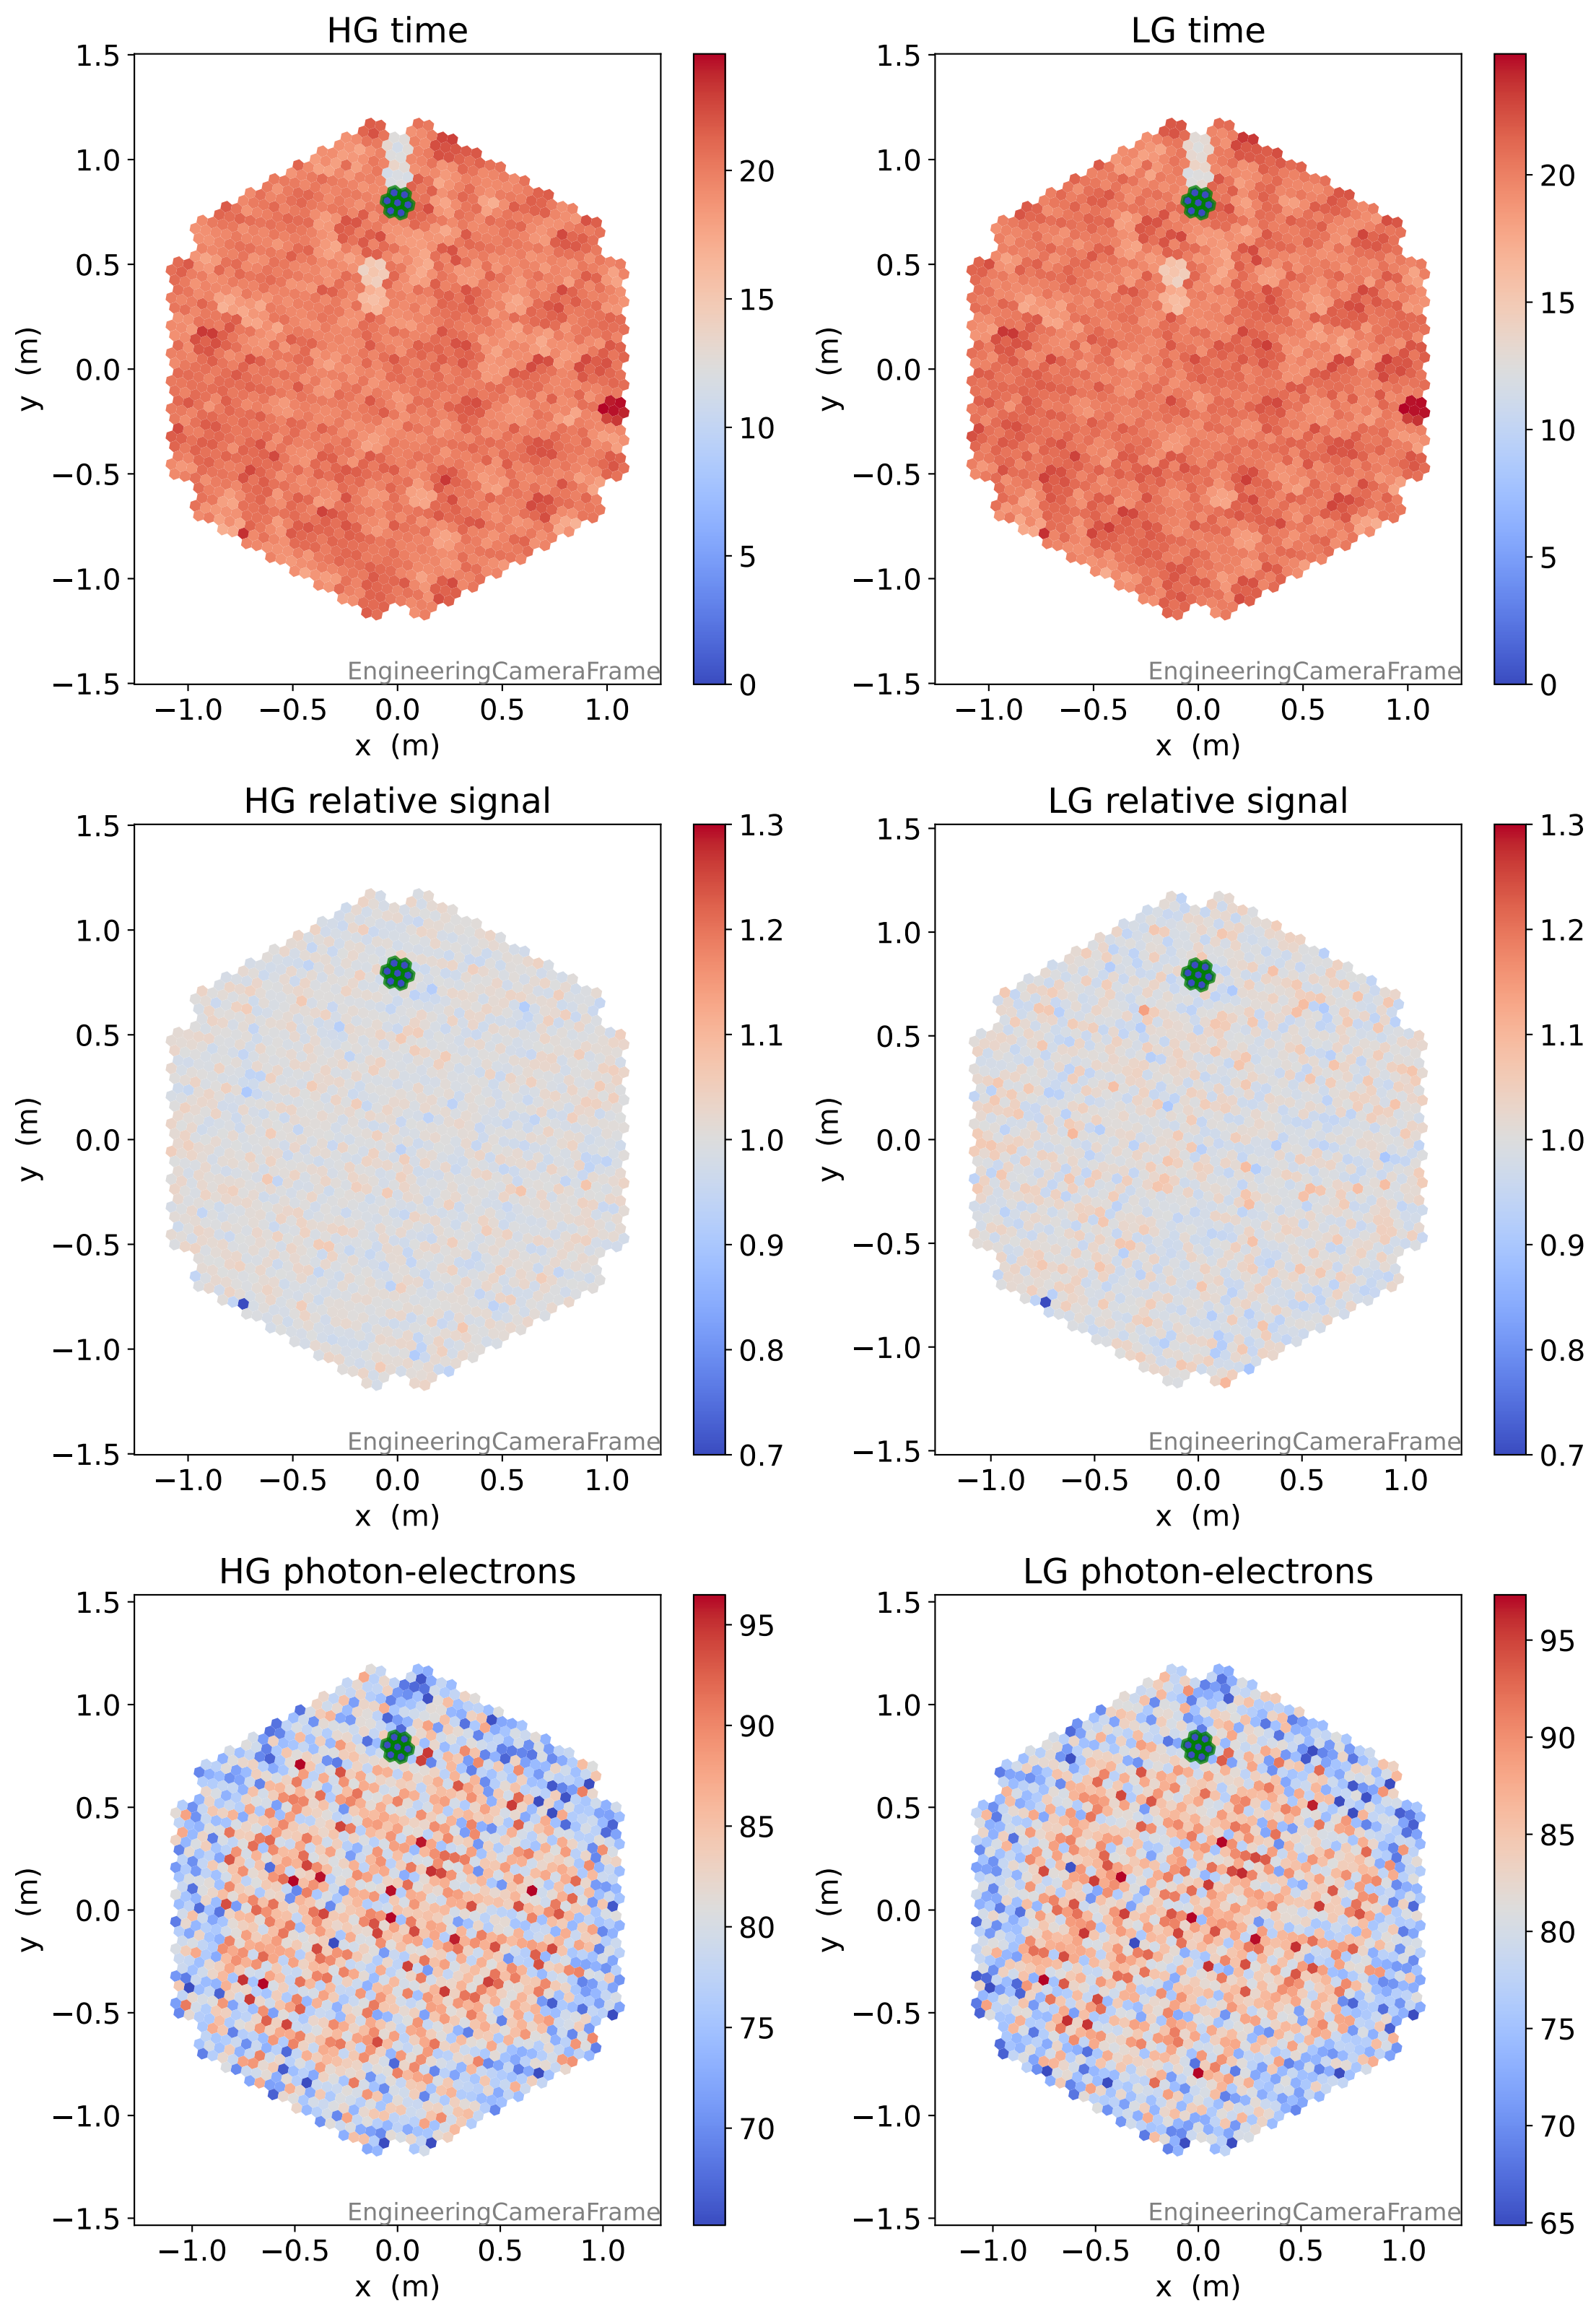 HG time
1.5
1.0
0.5
0.0
−0.5
−1.0
−1.5
y (m)
EngineeringCameraFrame
−1.0 −0.5 0.0 0.5 1.0
x (m)
20
15
10
5
0
LG time
1.5
1.0
0.5
0.0
−0.5
−1.0
−1.5
y (m)
EngineeringCameraFrame
−1.0 −0.5 0.0 0.5 1.0
x (m)
20
15
10
5
0
HG relative signal
1.5
1.0
0.5
0.0
−0.5
−1.0
−1.5
y (m)
EngineeringCameraFrame
−1.0 −0.5 0.0 0.5 1.0
x (m)
1.3
1.2
1.1
1.0
0.9
0.8
0.7
LG relative signal
1.5
1.0
0.5
0.0
−0.5
−1.0
−1.5
y (m)
EngineeringCameraFrame
−1.0 −0.5 0.0 0.5 1.0
x (m)
1.3
1.2
1.1
1.0
0.9
0.8
0.7
HG photon-electrons
1.5
1.0
0.5
0.0
−0.5
−1.0
−1.5
y (m)
EngineeringCameraFrame
−1.0 −0.5 0.0 0.5 1.0
x (m)
95
90
85
80
75
70
LG photon-electrons
1.5
1.0
0.5
0.0
−0.5
−1.0
−1.5
y (m)
EngineeringCameraFrame
−1.0 −0.5 0.0 0.5 1.0
x (m)
95
90
85
80
75
70
65